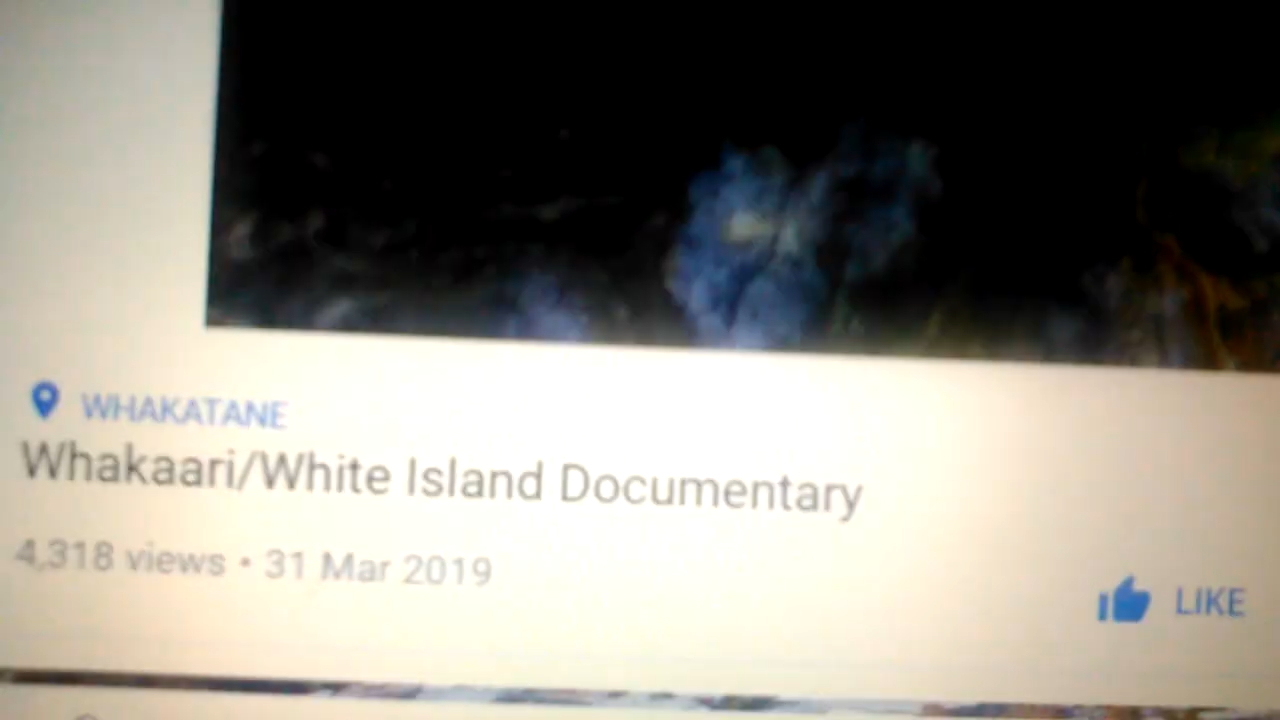 WHAKATANE
Whakaari/White Island Documentary
4,318 views • 31 Mar 2019
LIKE